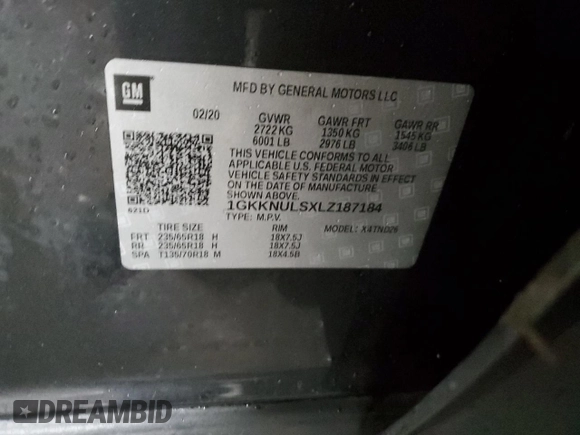 GM
MFD BY GENERAL MOTORS LLC
02/20 GVWR GAWR FRT GAWR RR
2722 KG 1350 KG 1545 KG
6001 LB 2976 LB 3406 LB
THIS VEHICLE CONFORMS TO ALL
APPLICABLE U.S. FEDERAL MOTOR
VEHICLE SAFETY STANDARDS IN EFFECT
ON THE DATE OF MANUFACTURE
SHOWN ABOVE.
1GKKNULSXLZ187184
TYPE: M.P.V. MODEL: X4TND26
621D
TIRE SIZE RIM
FRT 235/65R18 H 18X7.5J
RR 235/65R18 H 18X7.5J
SPA T135/70R18 M 18X4.5B
DREAMBID